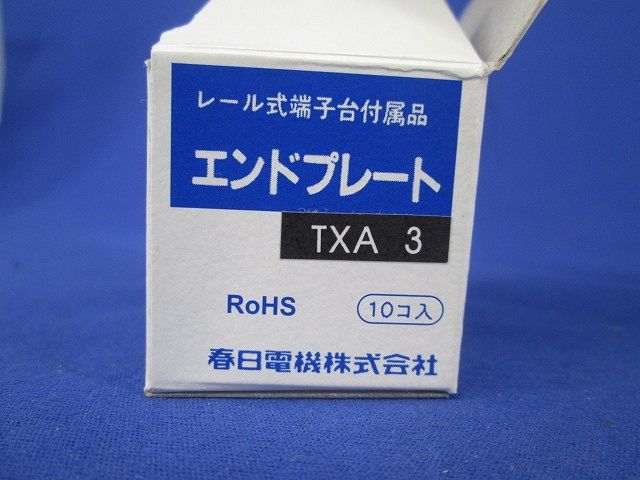 レール式端子台付属品
エンドプレート
TXA 3
RoHS
10コ入
春日電機株式会社